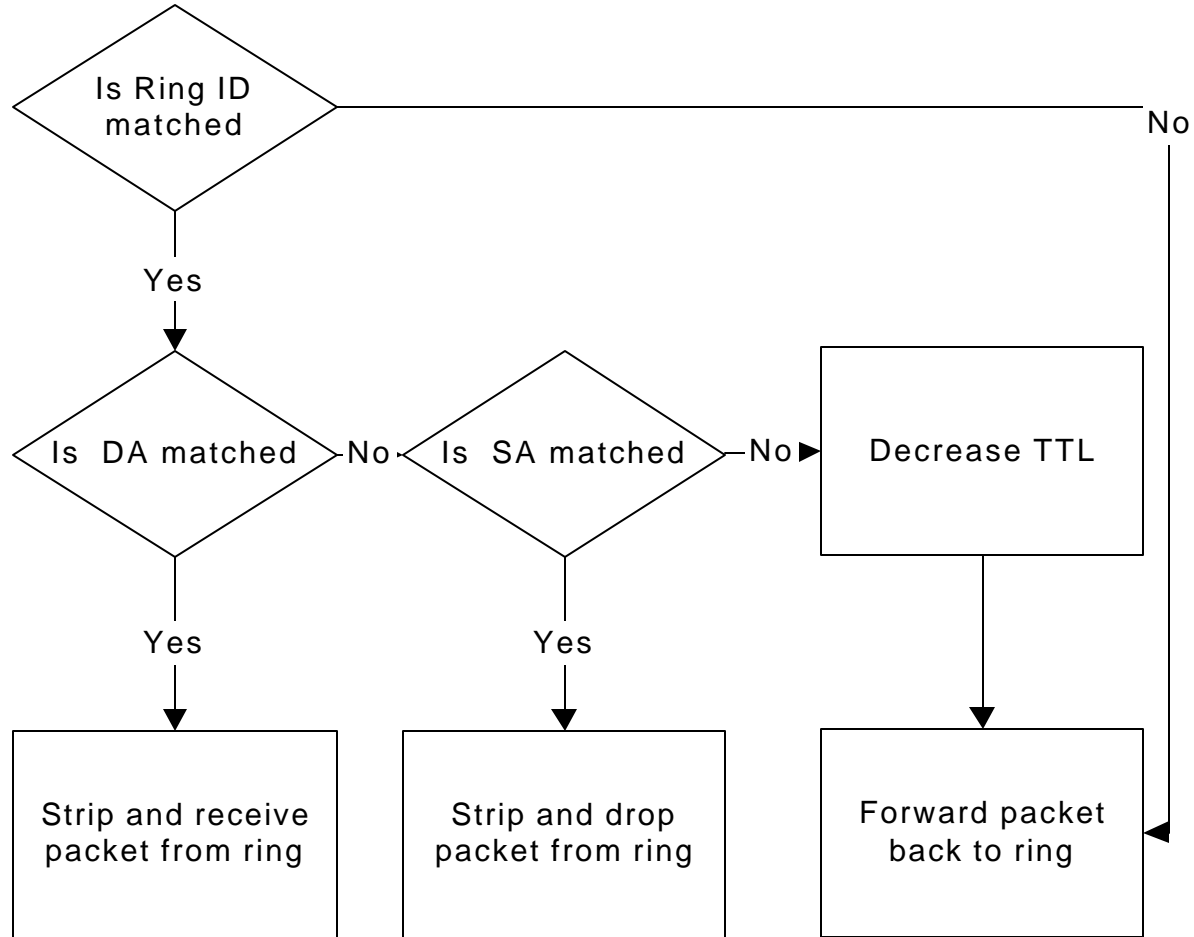 Is Ring ID
matched
No
Yes
Is DA matched
No
Is SA matched
No
Decrease TTL
Yes
Yes
Strip and receive
packet from ring
Strip and drop
packet from ring
Forward packet
back to ring